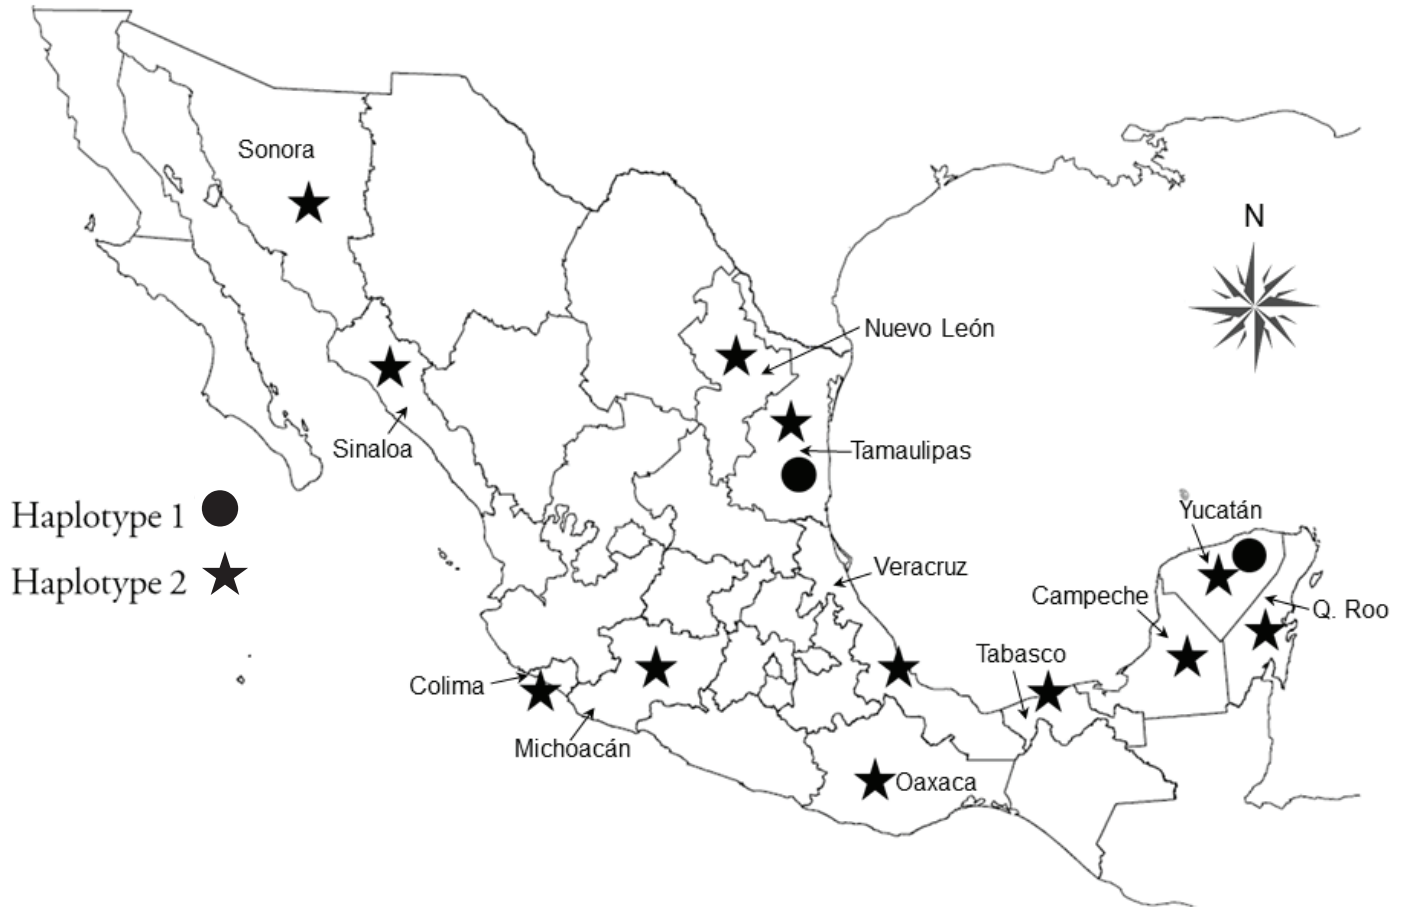 Sonora
N
Nuevo León
Sinaloa
Tamaulipas
Haplotype 1
Yucatán
Haplotype 2
Veracruz
Campeche
Q. Roo
Tabasco
Colima
Michoacán
Oaxaca